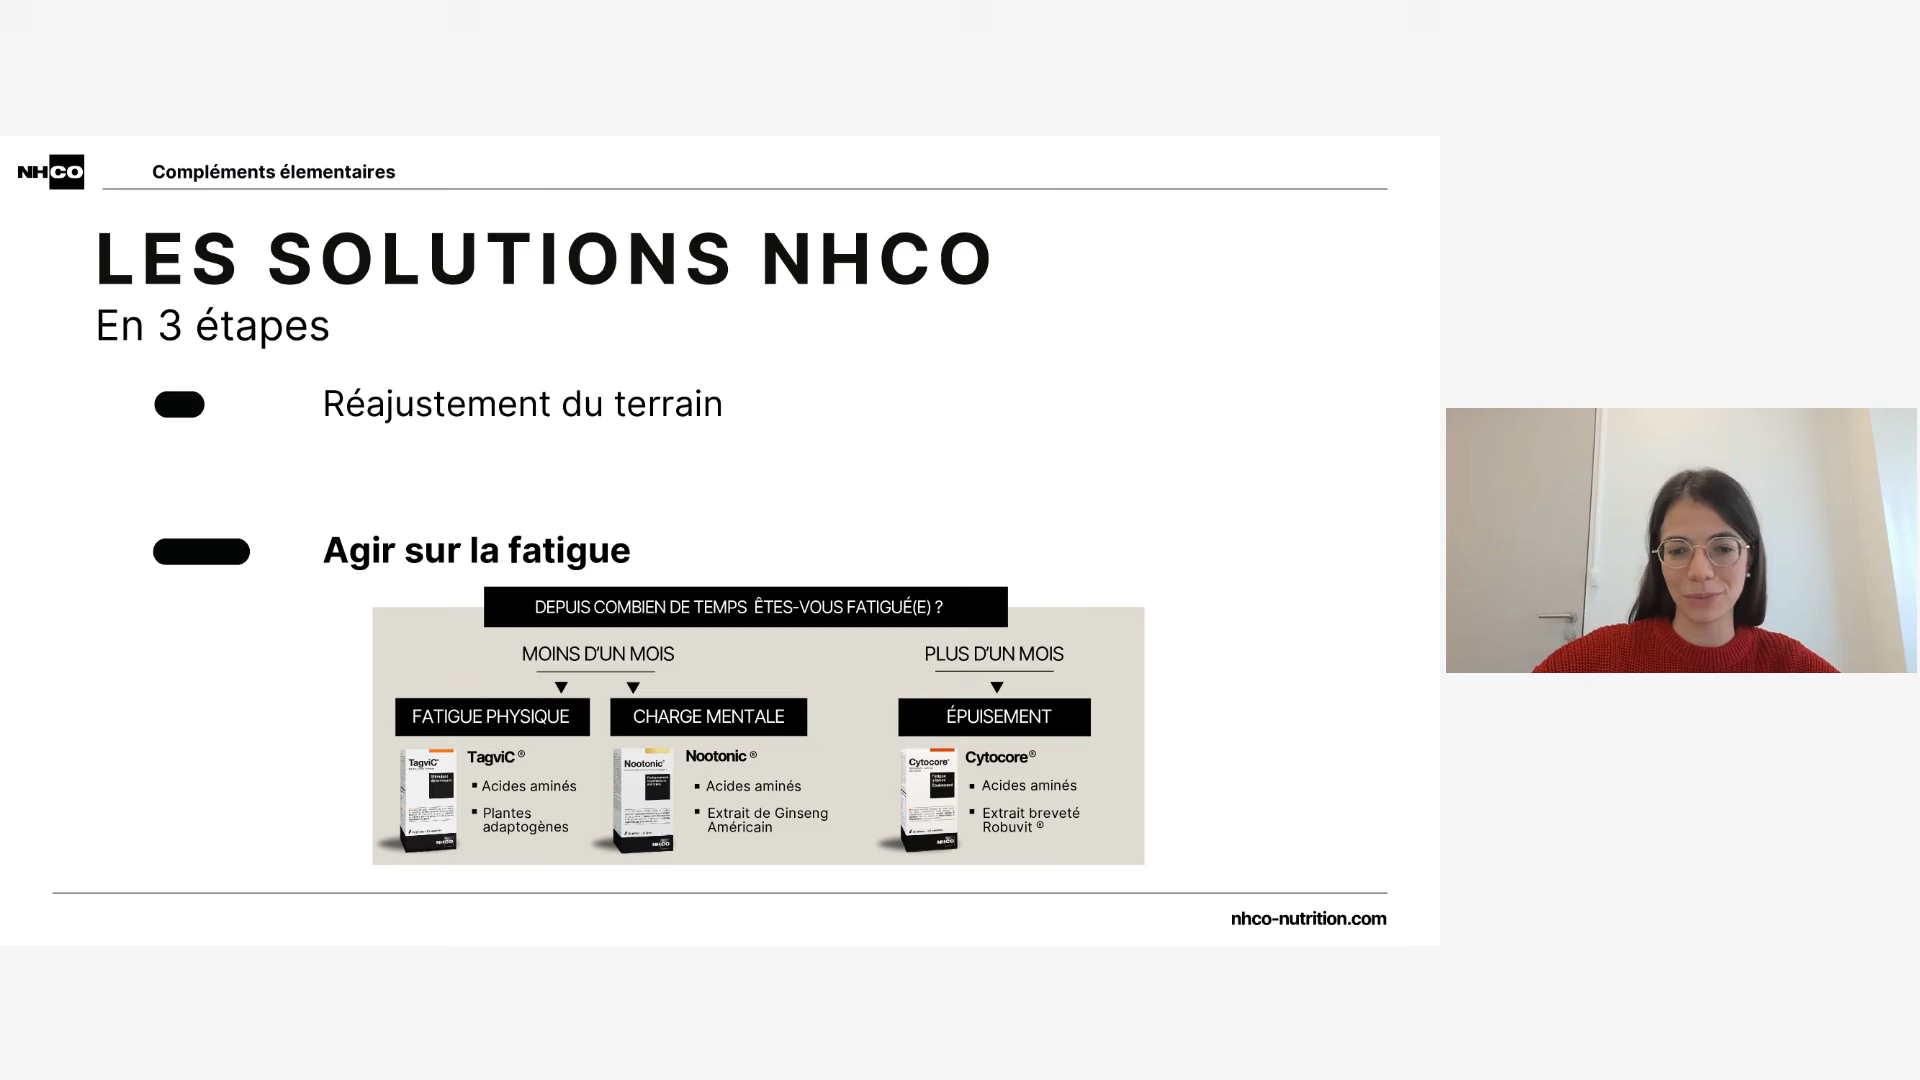 NHCO
Compléments élementaires
LES SOLUTIONS NHCO
En 3 étapes
Réajustement du terrain
Agir sur la fatigue
DEPUIS COMBIEN DE TEMPS ÊTES-VOUS FATIGUÉ(E) ?
MOINS D'UN MOIS
PLUS D'UN MOIS
FATIGUE PHYSIQUE
CHARGE MENTALE
ÉPUISEMENT
TagviC®
TagviC®
▪ Acides aminés
▪ Plantes
adaptogènes
NHCO
Nootonic®
Nootonic®
▪ Acides aminés
▪ Extrait de Ginseng
Américain
NHCO
Cytocore®
Cytocore®
▪ Acides aminés
▪ Extrait breveté
Robuvit®
NHCO
nhco-nutrition.com